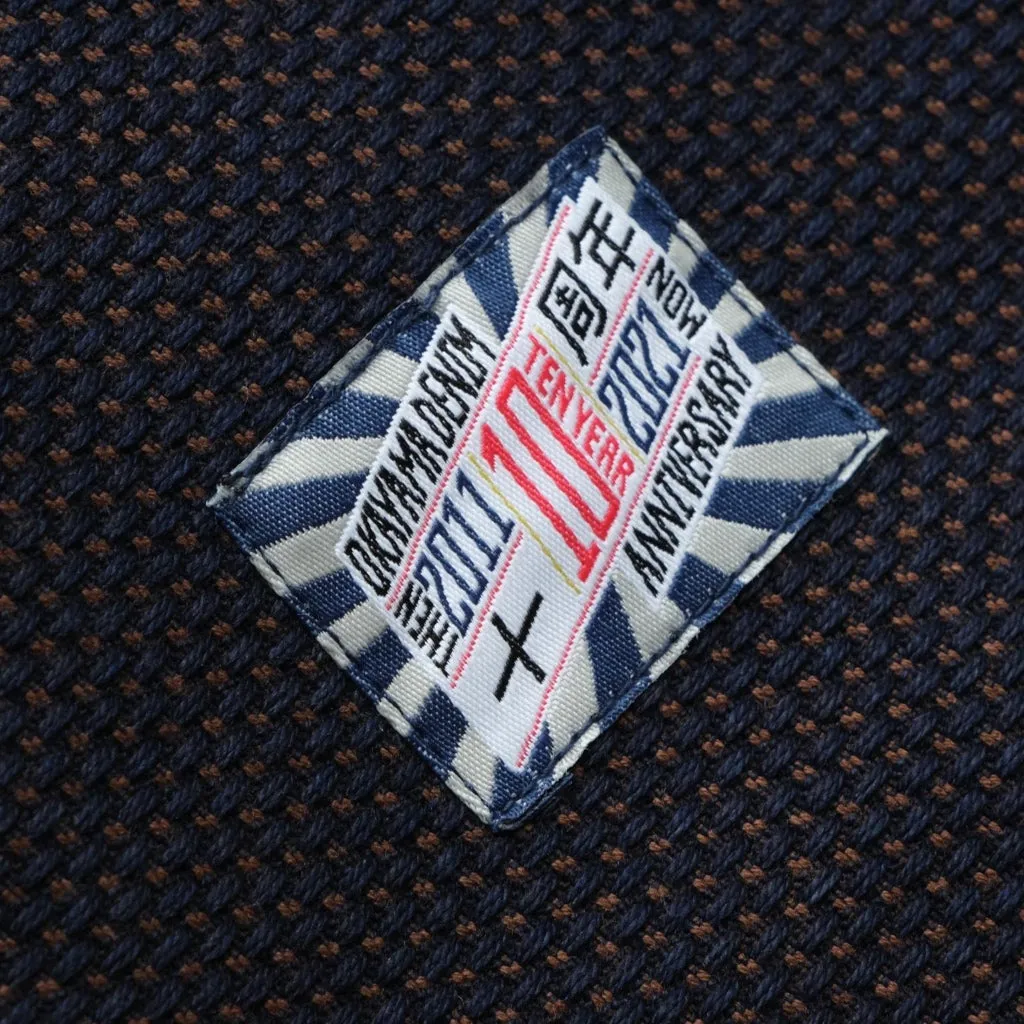 OKAYAMA DENIM
THEN 2011
10
TEN YEAR
2021 NOW
十周年
ANNIVERSARY